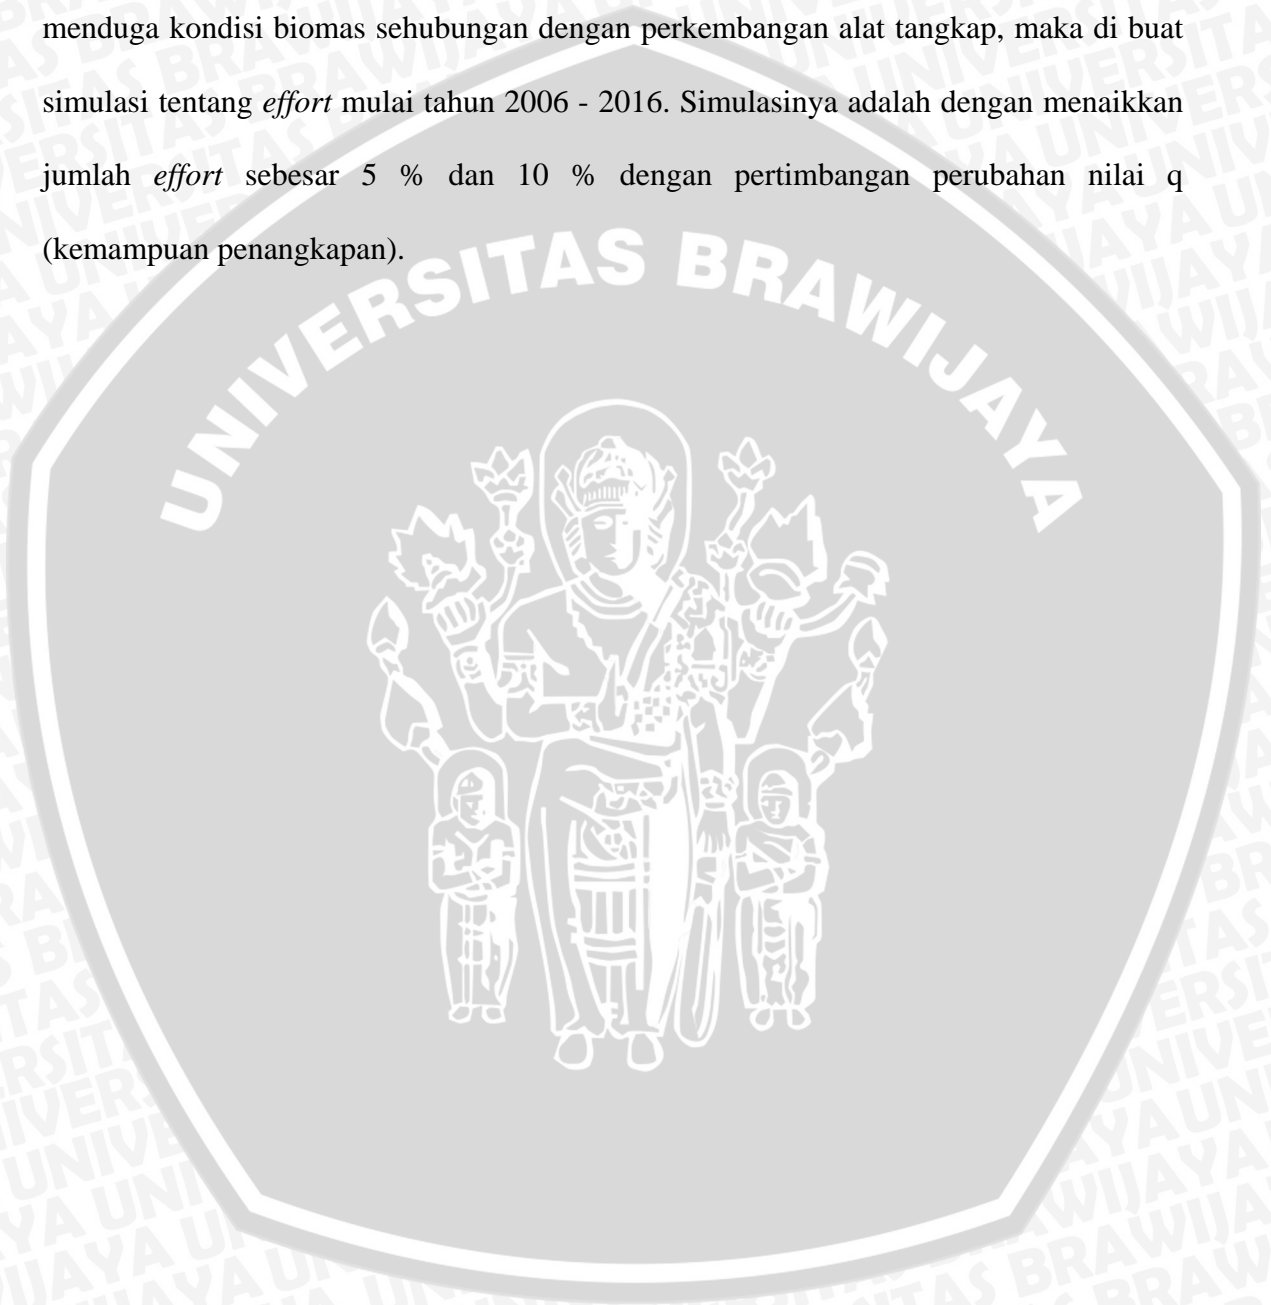 menduga kondisi biomas sehubungan dengan perkembangan alat tangkap, maka di buat
simulasi tentang effort mulai tahun 2006 - 2016. Simulasinya adalah dengan menaikkan
jumlah effort sebesar 5 % dan 10 % dengan pertimbangan perubahan nilai q
(kemampuan penangkapan).
UNIVERSITAS BRAWIJAYA